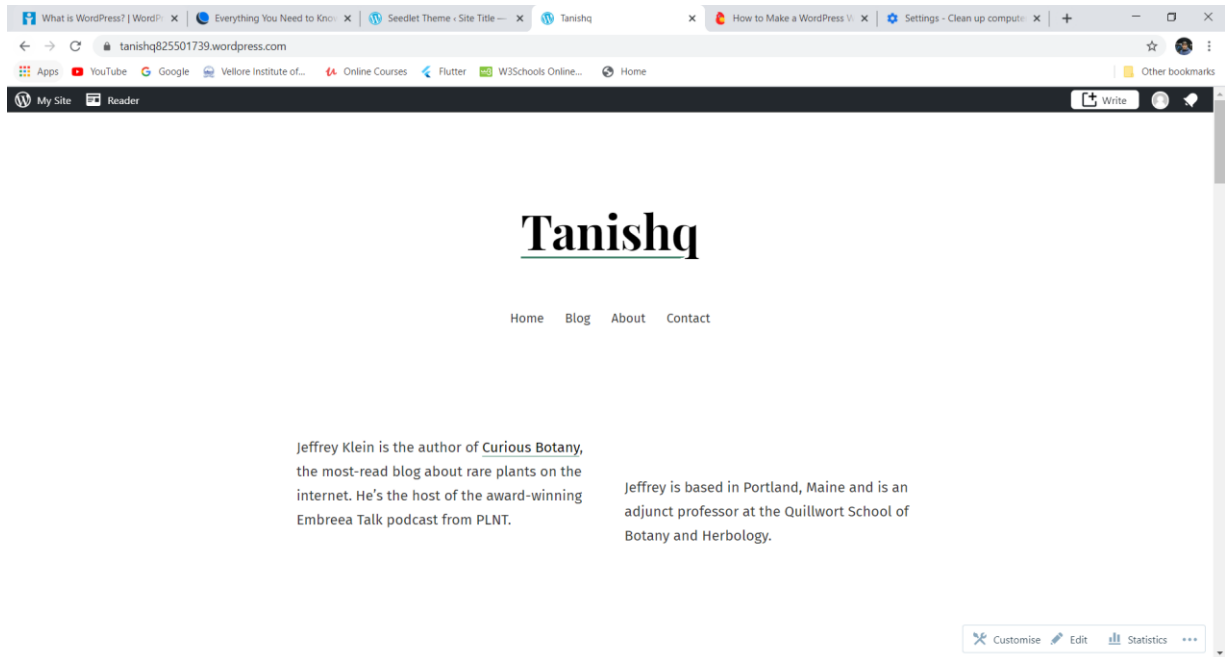 What is WordPress? | WordPr
Everything You Need to Know
Seedlet Theme ‹ Site Title —
Tanishq
How to Make a WordPress W
Settings - Clean up compute
tanishq825501739.wordpress.com
Apps YouTube Google Vellore Institute of... Online Courses Flutter W3Schools Online... Home Other bookmarks
My Site Reader Write
Tanishq
Home Blog About Contact
Jeffrey Klein is the author of Curious Botany,
the most-read blog about rare plants on the
internet. He’s the host of the award-winning
Embreea Talk podcast from PLNT.
Jeffrey is based in Portland, Maine and is an
adjunct professor at the Quillwort School of
Botany and Herbology.
Customise Edit Statistics